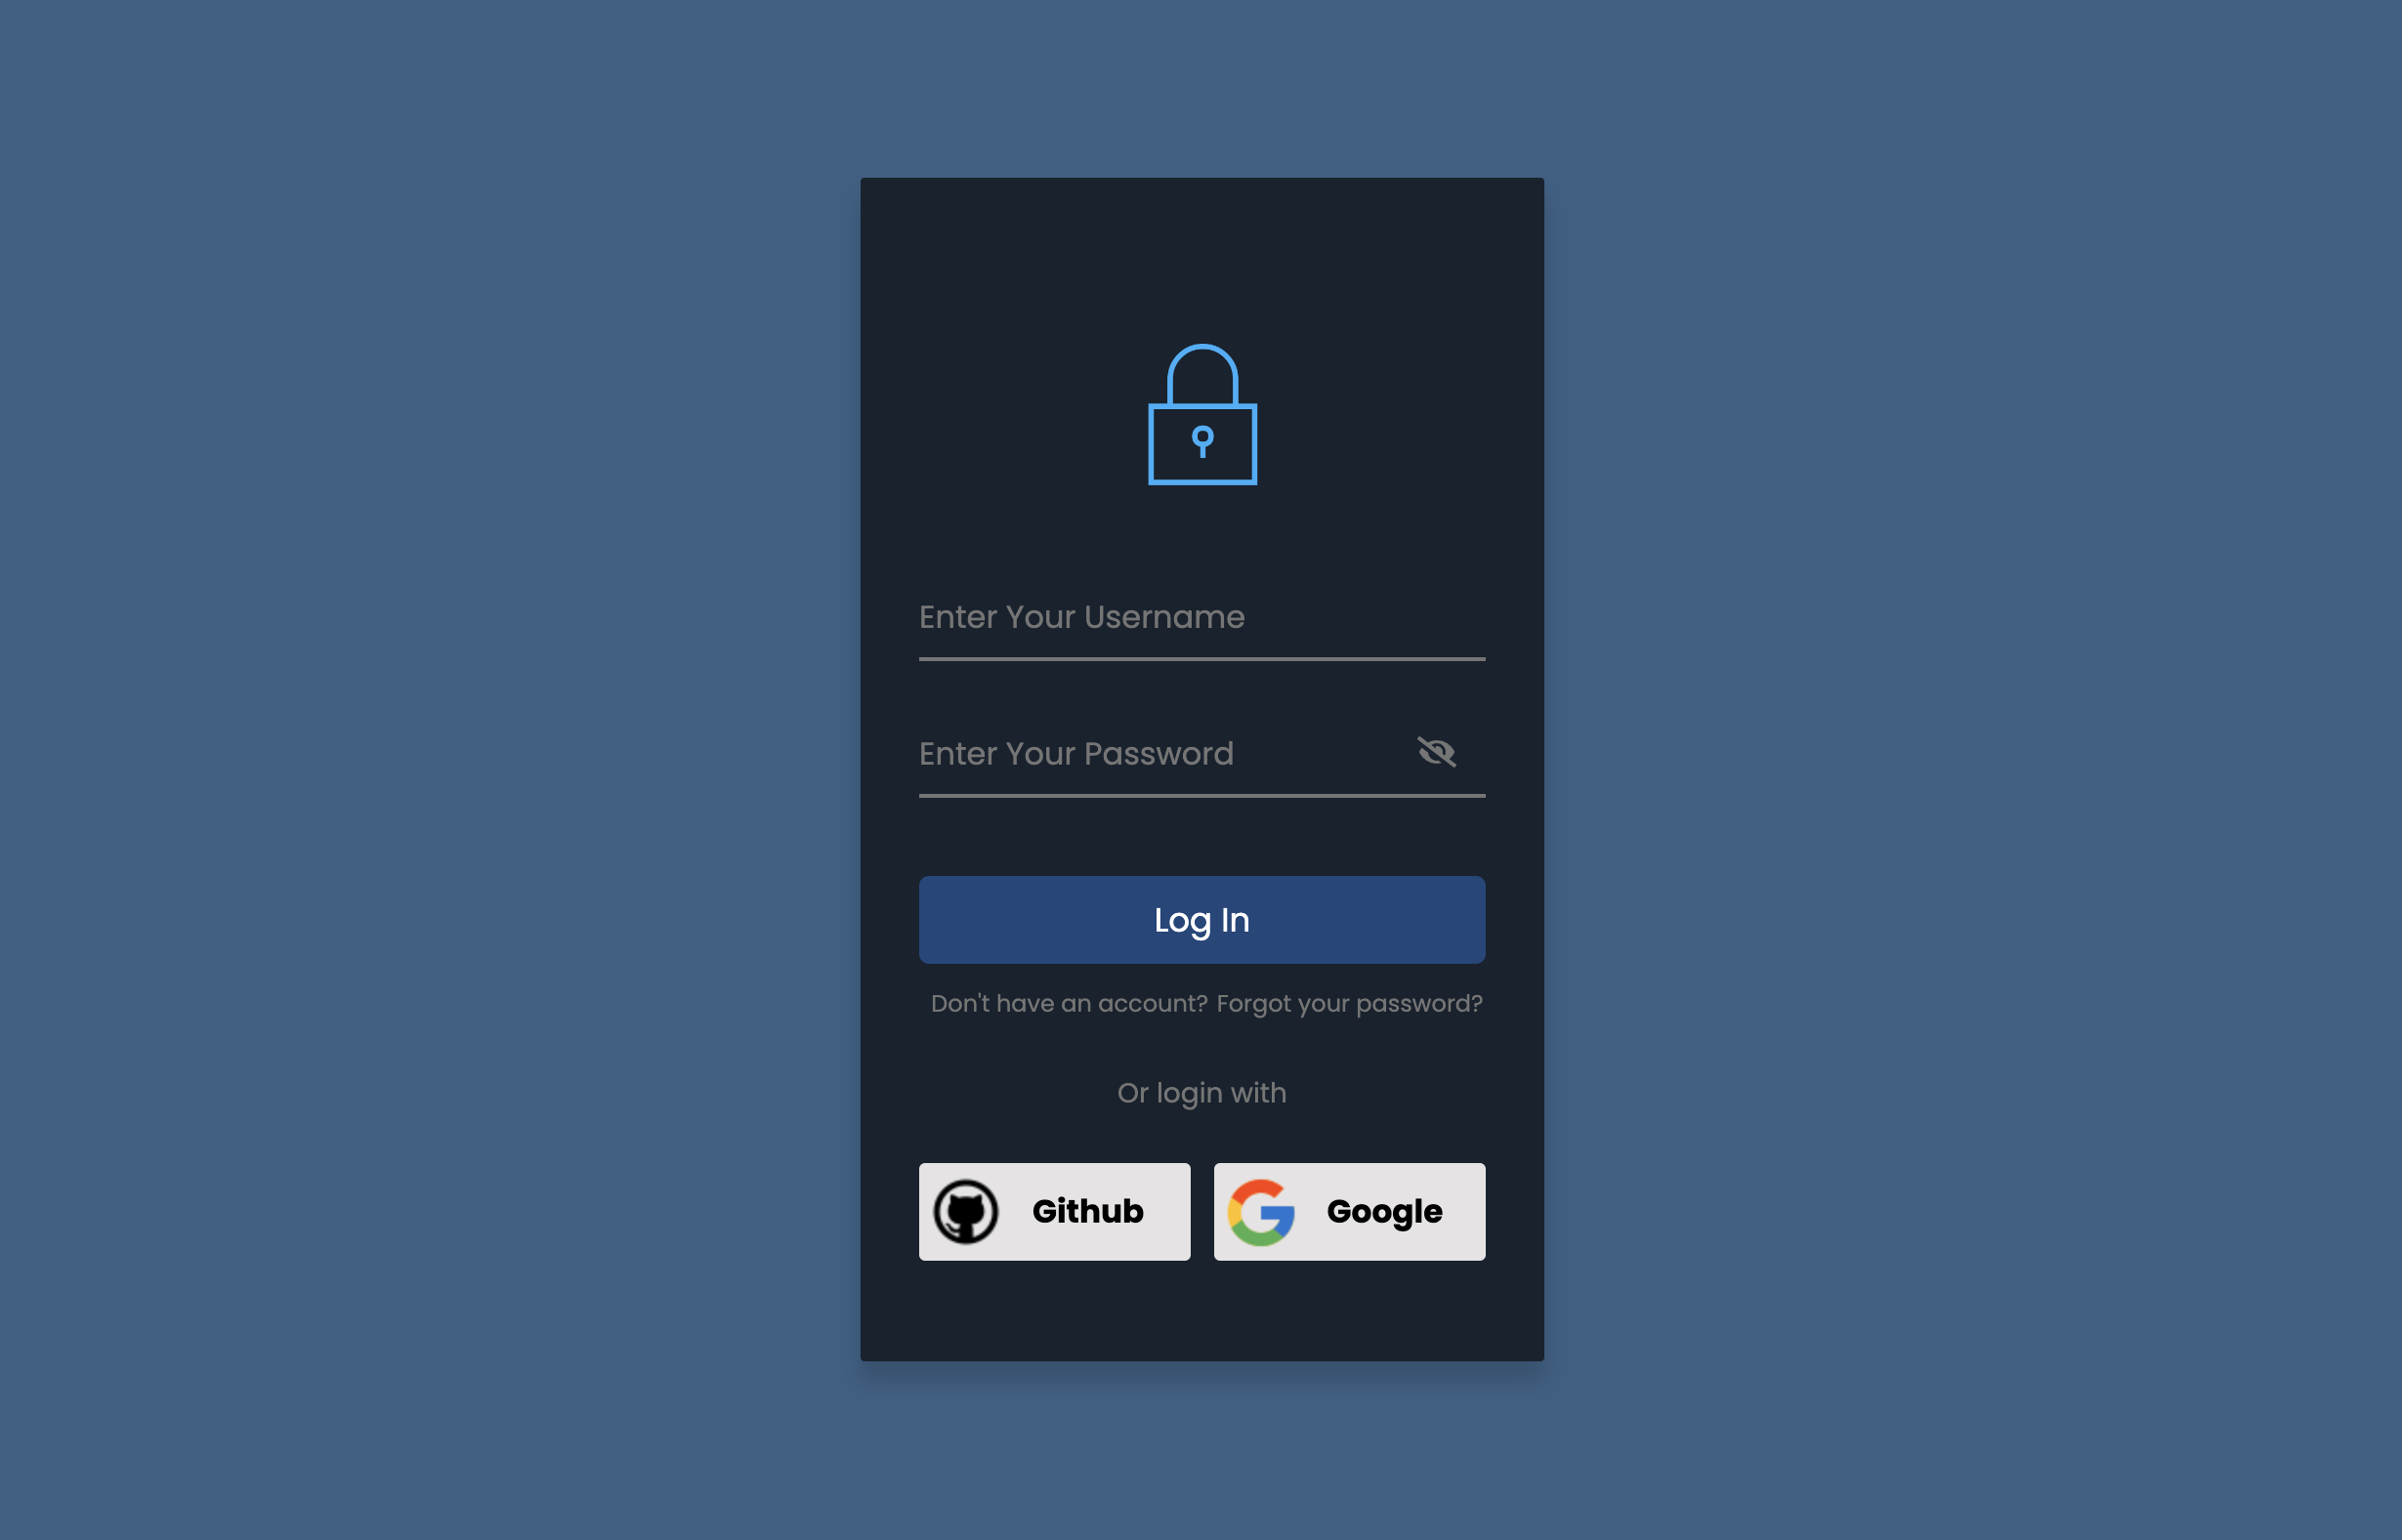 Enter Your Username
Enter Your Password
Log In
Don't have an account? Forgot your password?
Or login with
Github Google